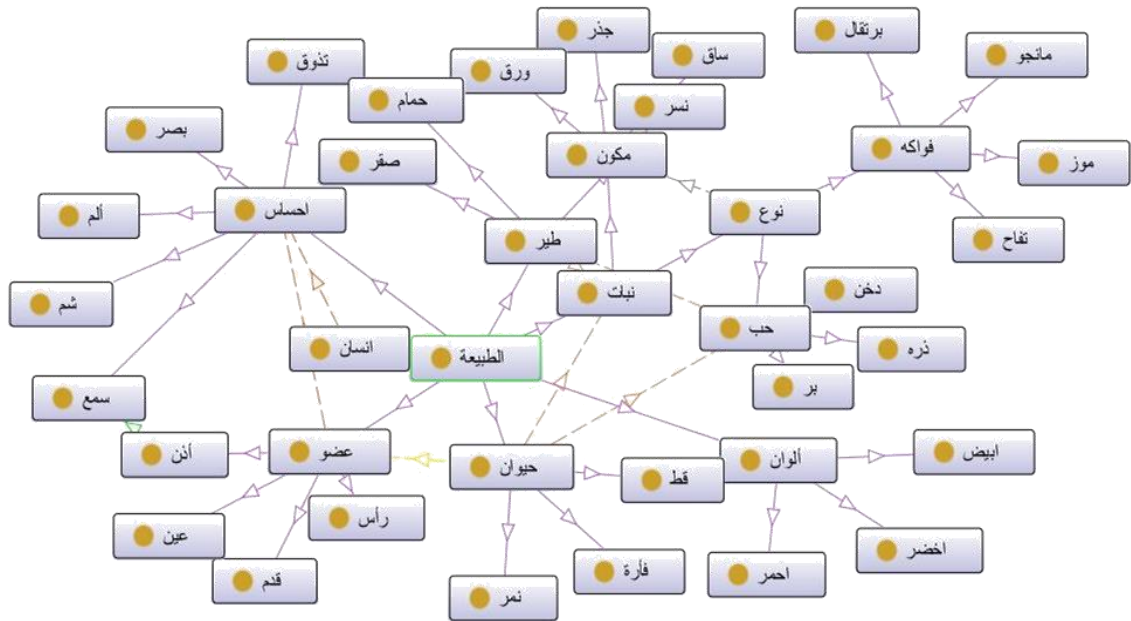 جذر
برتقال
ساق
مانجو
تذوق
ورق
حمام
نسر
بصر
مكون
فواكه
صقر
موز
احساس
نوع
ألم
طير
تفاح
نبات
دخن
شم
حب
انسان
الطبيعة
ذره
بر
سمع
أذن
عضو
حيوان
ألوان
ابيض
قط
رأس
عين
اخضر
قدم
فأرة
احمر
نمر